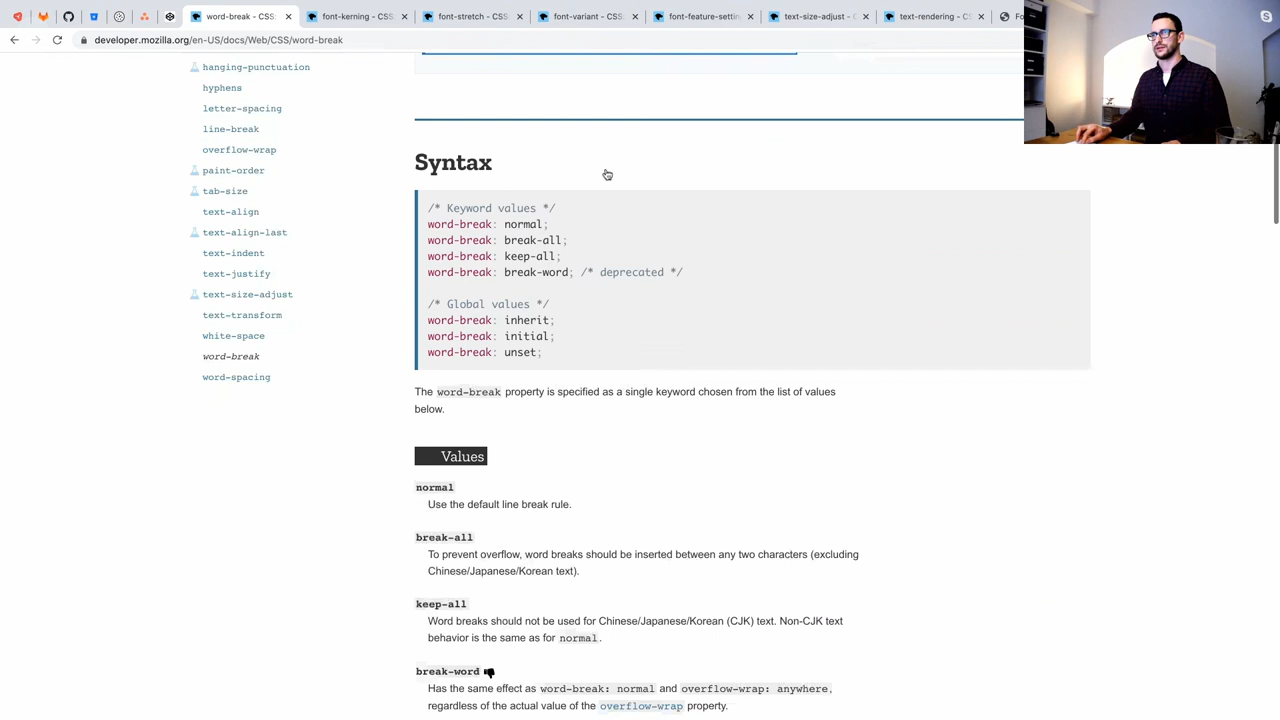 word-break - CSS:
font-kerning - CSS
font-stretch - CSS
font-variant - CSS:
font-feature-settin
text-size-adjust - C
text-rendering - CS
Fo
developer.mozilla.org/en-US/docs/Web/CSS/word-break
hanging-punctuation
hyphens
letter-spacing
line-break
overflow-wrap
paint-order
tab-size
text-align
text-align-last
text-indent
text-justify
text-size-adjust
text-transform
white-space
word-break
word-spacing
Syntax
/* Keyword values */
word-break: normal;
word-break: break-all;
word-break: keep-all;
word-break: break-word; /* deprecated */
/* Global values */
word-break: inherit;
word-break: initial;
word-break: unset;
The word-break property is specified as a single keyword chosen from the list of values
below.
Values
normal
Use the default line break rule.
break-all
To prevent overflow, word breaks should be inserted between any two characters (excluding
Chinese/Japanese/Korean text).
keep-all
Word breaks should not be used for Chinese/Japanese/Korean (CJK) text. Non-CJK text
behavior is the same as for normal.
break-word
Has the same effect as word-break: normal and overflow-wrap: anywhere,
regardless of the actual value of the overflow-wrap property.